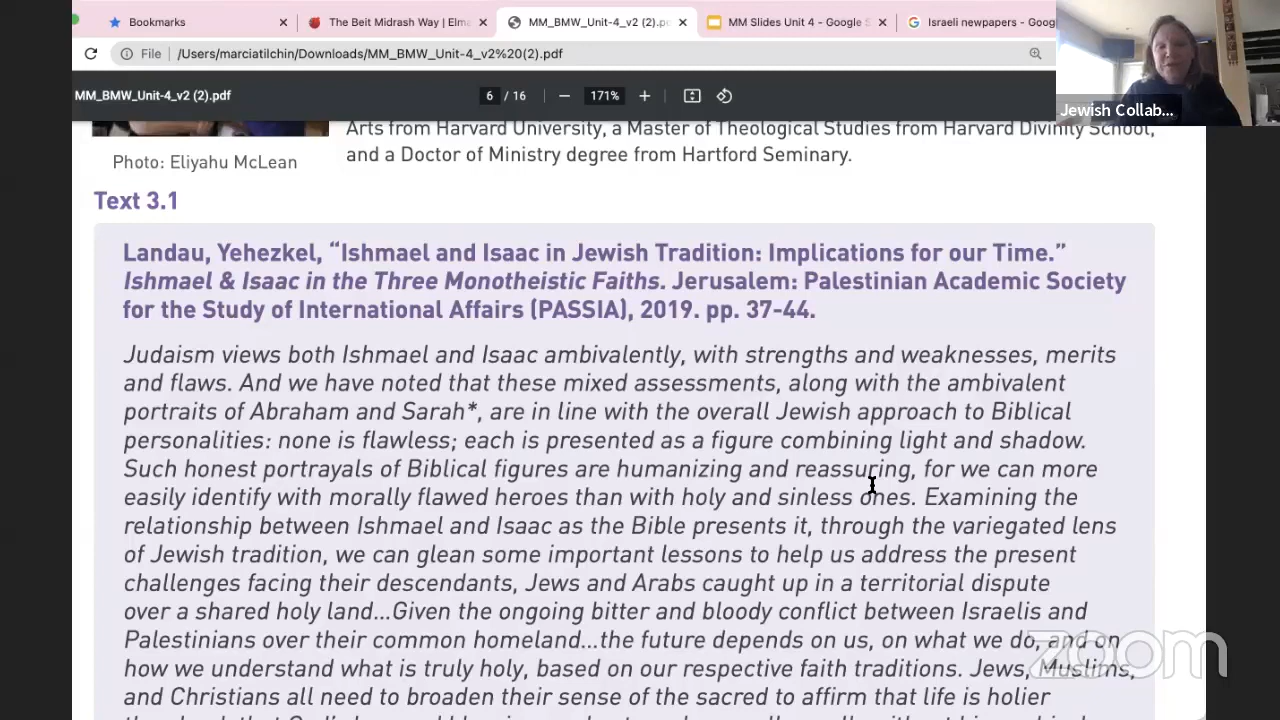 Bookmarks
The Beit Midrash Way | Elma
MM_BMW_Unit-4_v2 (2).pdf
MM Slides Unit 4 - Google S
Israeli newpapers - Goog
File
/Users/marciatilchin/Downloads/MM_BMW_Unit-4_v2%20(2).pdf
MM_BMW_Unit-4_v2 (2).pdf
6 / 16
171%
Jewish Collab...
Arts from Harvard University, a Master of Theological Studies from Harvard Divinity School,
and a Doctor of Ministry degree from Hartford Seminary.
Photo: Eliyahu McLean
Text 3.1
Landau, Yehezkel, “Ishmael and Isaac in Jewish Tradition: Implications for our Time.”
Ishmael & Isaac in the Three Monotheistic Faiths. Jerusalem: Palestinian Academic Society
for the Study of International Affairs (PASSIA), 2019. pp. 37-44.
Judaism views both Ishmael and Isaac ambivalently, with strengths and weaknesses, merits
and flaws. And we have noted that these mixed assessments, along with the ambivalent
portraits of Abraham and Sarah*, are in line with the overall Jewish approach to Biblical
personalities: none is flawless; each is presented as a figure combining light and shadow.
Such honest portrayals of Biblical figures are humanizing and reassuring, for we can more
easily identify with morally flawed heroes than with holy and sinless ones. Examining the
relationship between Ishmael and Isaac as the Bible presents it, through the variegated lens
of Jewish tradition, we can glean some important lessons to help us address the present
challenges facing their descendants, Jews and Arabs caught up in a territorial dispute
over a shared holy land...Given the ongoing bitter and bloody conflict between Israelis and
Palestinians over their common homeland...the future depends on us, on what we do, and on
how we understand what is truly holy, based on our respective faith traditions. Jews, Muslims,
and Christians all need to broaden their sense of the sacred to affirm that life is holier
zoom